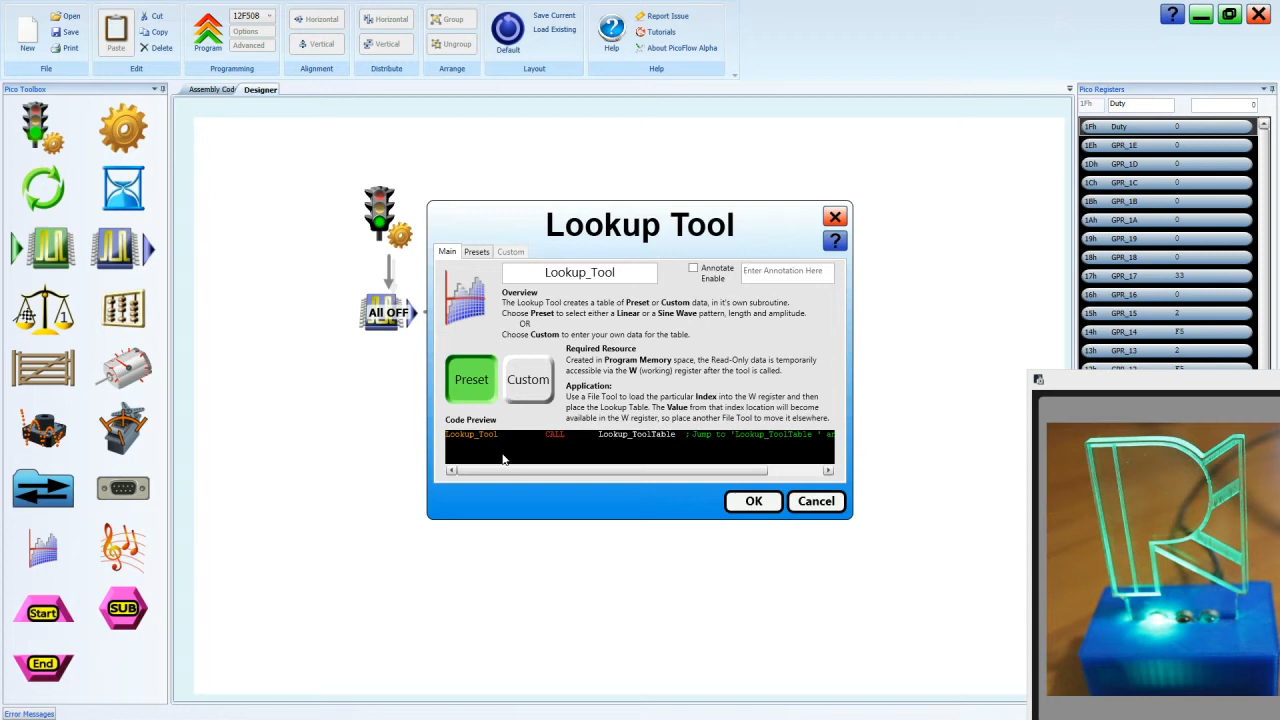 New
Open
Save
Print
File
Paste
Cut
Copy
Delete
Edit
Program
12F508
Options
Advanced
Programming
Horizontal
Vertical
Alignment
Horizontal
Vertical
Distribute
Group
Ungroup
Arrange
Default
Save Current
Load Existing
Layout
Help
Report Issue
Tutorials
About PicoFlow Alpha
Help
?
Pico Toolbox
Assembly Cod
Designer
Pico Registers
1Fh Duty 0
1Fh Duty 0
1Eh GPR_1E 0
1Dh GPR_1D 0
1Ch GPR_1C 0
1Bh GPR_1B 0
1Ah GPR_1A 0
19h GPR_19 0
18h GPR_18 0
17h GPR_17 33
16h GPR_16 0
15h GPR_15 2
14h GPR_14 F5
13h GPR_13 2
1
Start
SUB
End
All OFF
Lookup Tool
?
Main Presets Custom
Lookup_Tool
Annotate
Enable
Enter Annotation Here
Overview
The Lookup Tool creates a table of Preset or Custom data, in it's own subroutine.
Choose Preset to select either a Linear or a Sine Wave pattern, length and amplitude.
OR
Choose Custom to enter your own data for the table.
Required Resource
Created in Program Memory space, the Read-Only data is temporarily
accessible via the W (working) register after the tool is called.
Application:
Use a File Tool to load the particular Index into the W register and then
place the Lookup Table. The Value from that index location will become
available in the W register, so place another File Tool to move it elsewhere.
Preset
Custom
Code Preview
Lookup_Tool CALL Lookup_ToolTable ; Jump to 'Lookup_ToolTable ' an
OK
Cancel
Error Messages